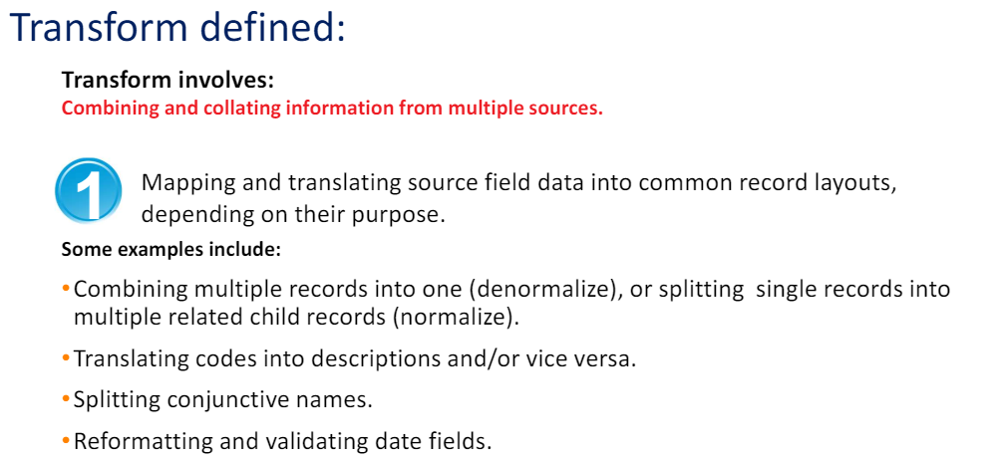 Transform defined:
Transform involves:
Combining and collating information from multiple sources.
1
Mapping and translating source field data into common record layouts,
depending on their purpose.
Some examples include:
•Combining multiple records into one (denormalize), or splitting  single records into
multiple related child records (normalize).
•Translating codes into descriptions and/or vice versa.
•Splitting conjunctive names.
•Reformatting and validating date fields.